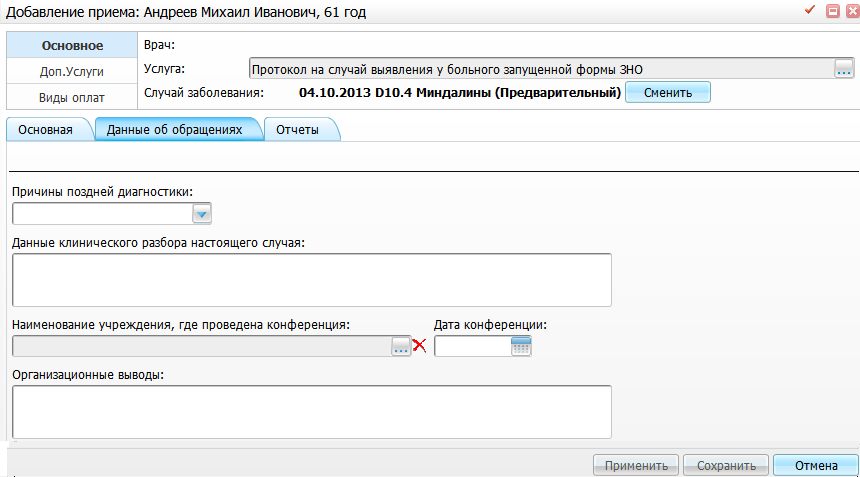 Добавление приема: Андреев Михаил Иванович, 61 год
Основное
Доп.Услуги
Виды оплат
Врач:
Услуга: Протокол на случай выявления у больного запущенной формы ЗНО ...
Случай заболевания: 04.10.2013 D10.4 Миндалины (Предварительный) Сменить
Основная Данные об обращениях Отчеты
Причины поздней диагностики:
Данные клинического разбора настоящего случая:
Наименование учреждения, где проведена конференция: Дата конференции:
...
Организационные выводы:
Применить Сохранить Отмена